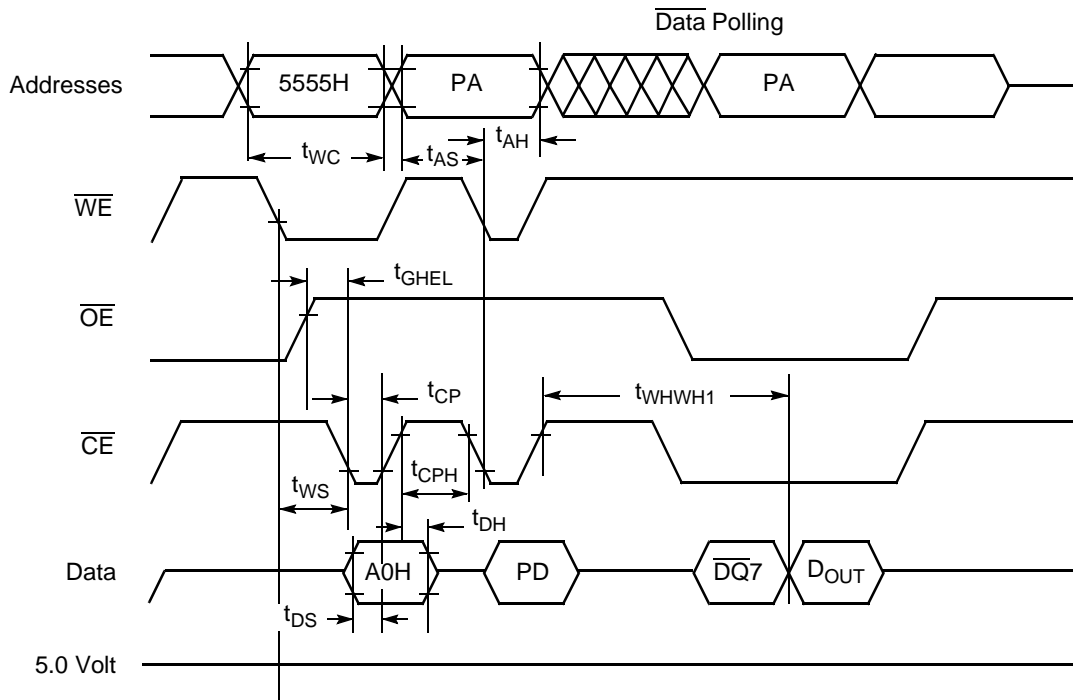 Data Polling
Addresses 5555H PA PA
tWC tAS tAH
WE
tGHEL
OE
tCP tWHWH1
CE
tWS tCPH
tDH
Data A0H PD DQ7 DOUT
tDS
5.0 Volt